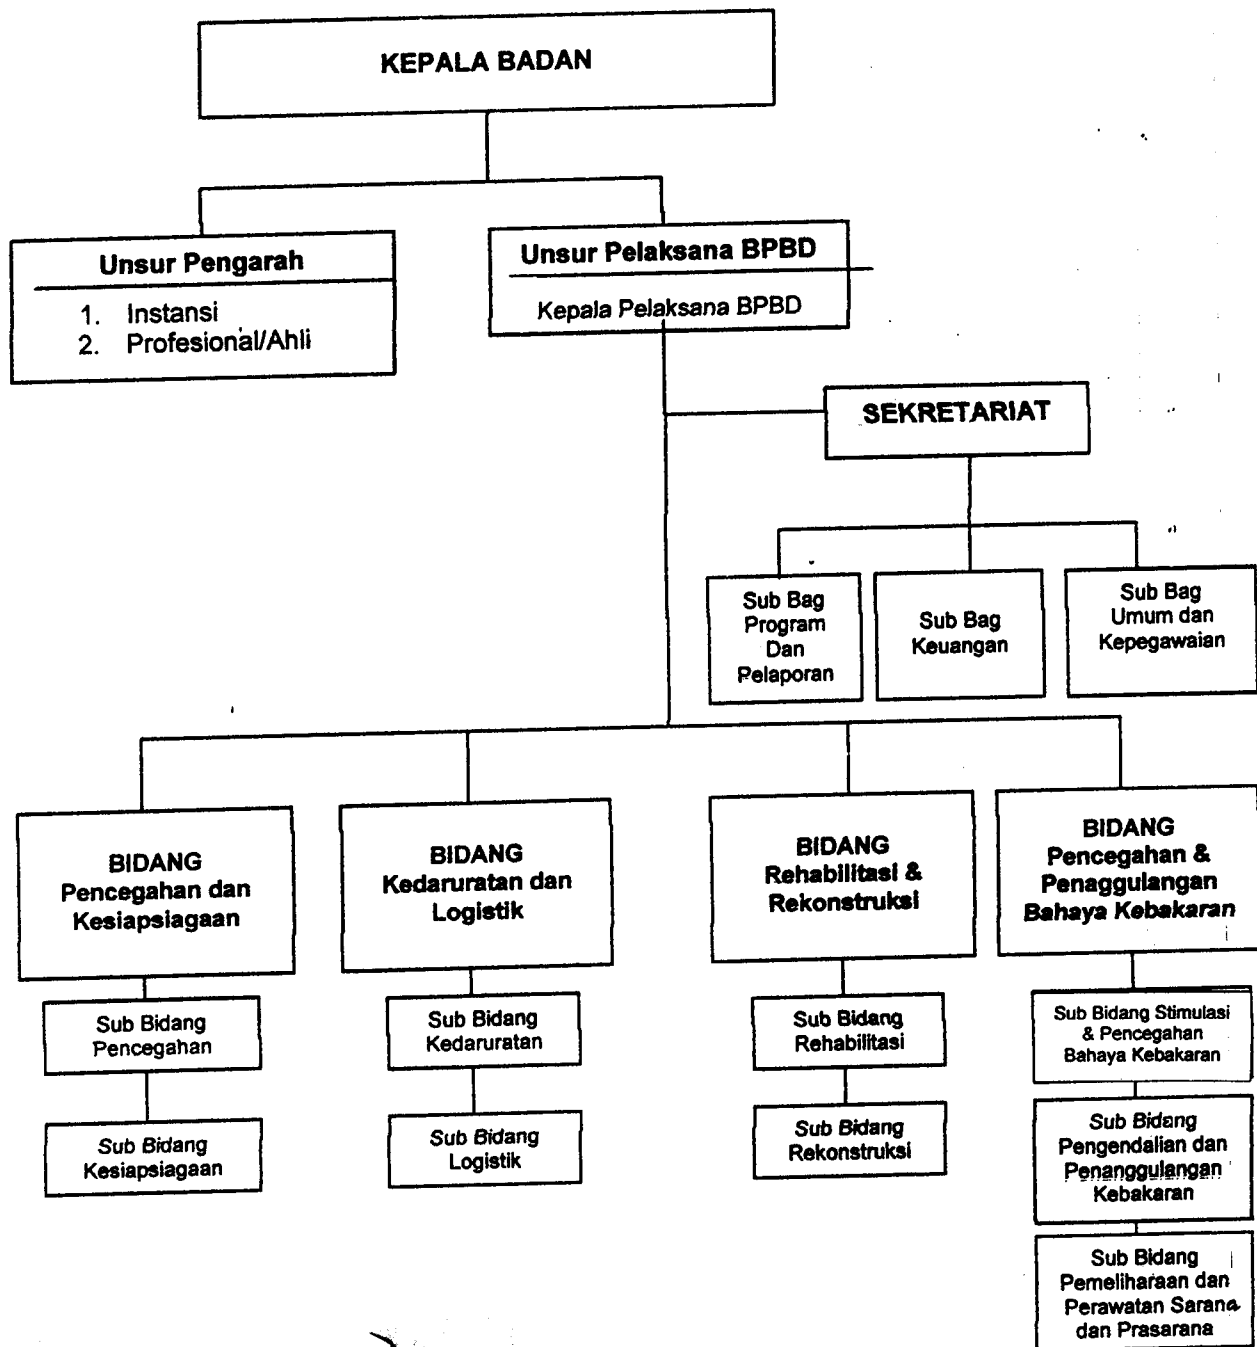 KEPALA BADAN
Unsur Pengarah
1. Instansi
2. Profesional/Ahli
Unsur Pelaksana BPBD
Kepala Pelaksana BPBD
SEKRETARIAT
Sub Bag
Program
Dan
Pelaporan
Sub Bag
Keuangan
Sub Bag
Umum dan
Kepegawaian
BIDANG
Pencegahan dan
Kesiapsiagaan
BIDANG
Kedaruratan dan
Logistik
BIDANG
Rehabilitasi &
Rekonstruksi
BIDANG
Pencegahan &
Penaggulangan
Bahaya Kebakaran
Sub Bidang
Pencegahan
Sub Bidang
Kesiapsiagaan
Sub Bidang
Kedaruratan
Sub Bidang
Logistik
Sub Bidang
Rehabilitasi
Sub Bidang
Rekonstruksi
Sub Bidang Stimulasi
& Pencegahan
Bahaya Kebakaran
Sub Bidang
Pengendalian dan
Penanggulangan
Kebakaran
Sub Bidang
Pemeliharaan dan
Perawatan Sarana
dan Prasarana